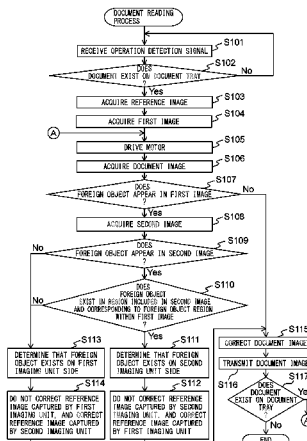 DOCUMENT READING
PROCESS
S101
RECEIVE OPERATION DETECTION SIGNAL
S102
DOES
DOCUMENT EXIST ON DOCUMENT TRAY
?
No
Yes
S103
ACQUIRE REFERENCE IMAGE
S104
ACQUIRE FIRST IMAGE
A
S105
DRIVE MOTOR
S106
ACQUIRE DOCUMENT IMAGE
S107
DOES
FOREIGN OBJECT APPEAR IN FIRST IMAGE
?
No
Yes
S108
ACQUIRE SECOND IMAGE
S109
No
DOES
FOREIGN OBJECT APPEAR IN SECOND IMAGE
?
Yes
S110
DOES
FOREIGN OBJECT
EXIST IN REGION INCLUDED IN SECOND IMAGE
AND CORRESPONDING TO FOREIGN OBJECT REGION
WITHIN FIRST IMAGE
?
No
Yes
S113
DETERMINE THAT FOREIGN
OBJECT EXISTS ON FIRST
IMAGING UNIT SIDE
S111
DETERMINE THAT FOREIGN
OBJECT EXISTS ON SECOND
IMAGING UNIT SIDE
S114
DO NOT CORRECT REFERENCE
IMAGE CAPTURED BY FIRST
IMAGING UNIT, AND CORRECT
REFERENCE IMAGE CAPTURED
BY SECOND IMAGING UNIT
S112
DO NOT CORRECT REFERENCE
IMAGE CAPTURED BY SECOND
IMAGING UNIT, AND CORRECT
REFERENCE IMAGE CAPTURED
BY FIRST IMAGING UNIT
S115
CORRECT DOCUMENT IMAGE
TRANSMIT DOCUMENT IMAGE
S116
S117
DOES
DOCUMENT
EXIST ON DOCUMENT
TRAY
?
Yes
No
END